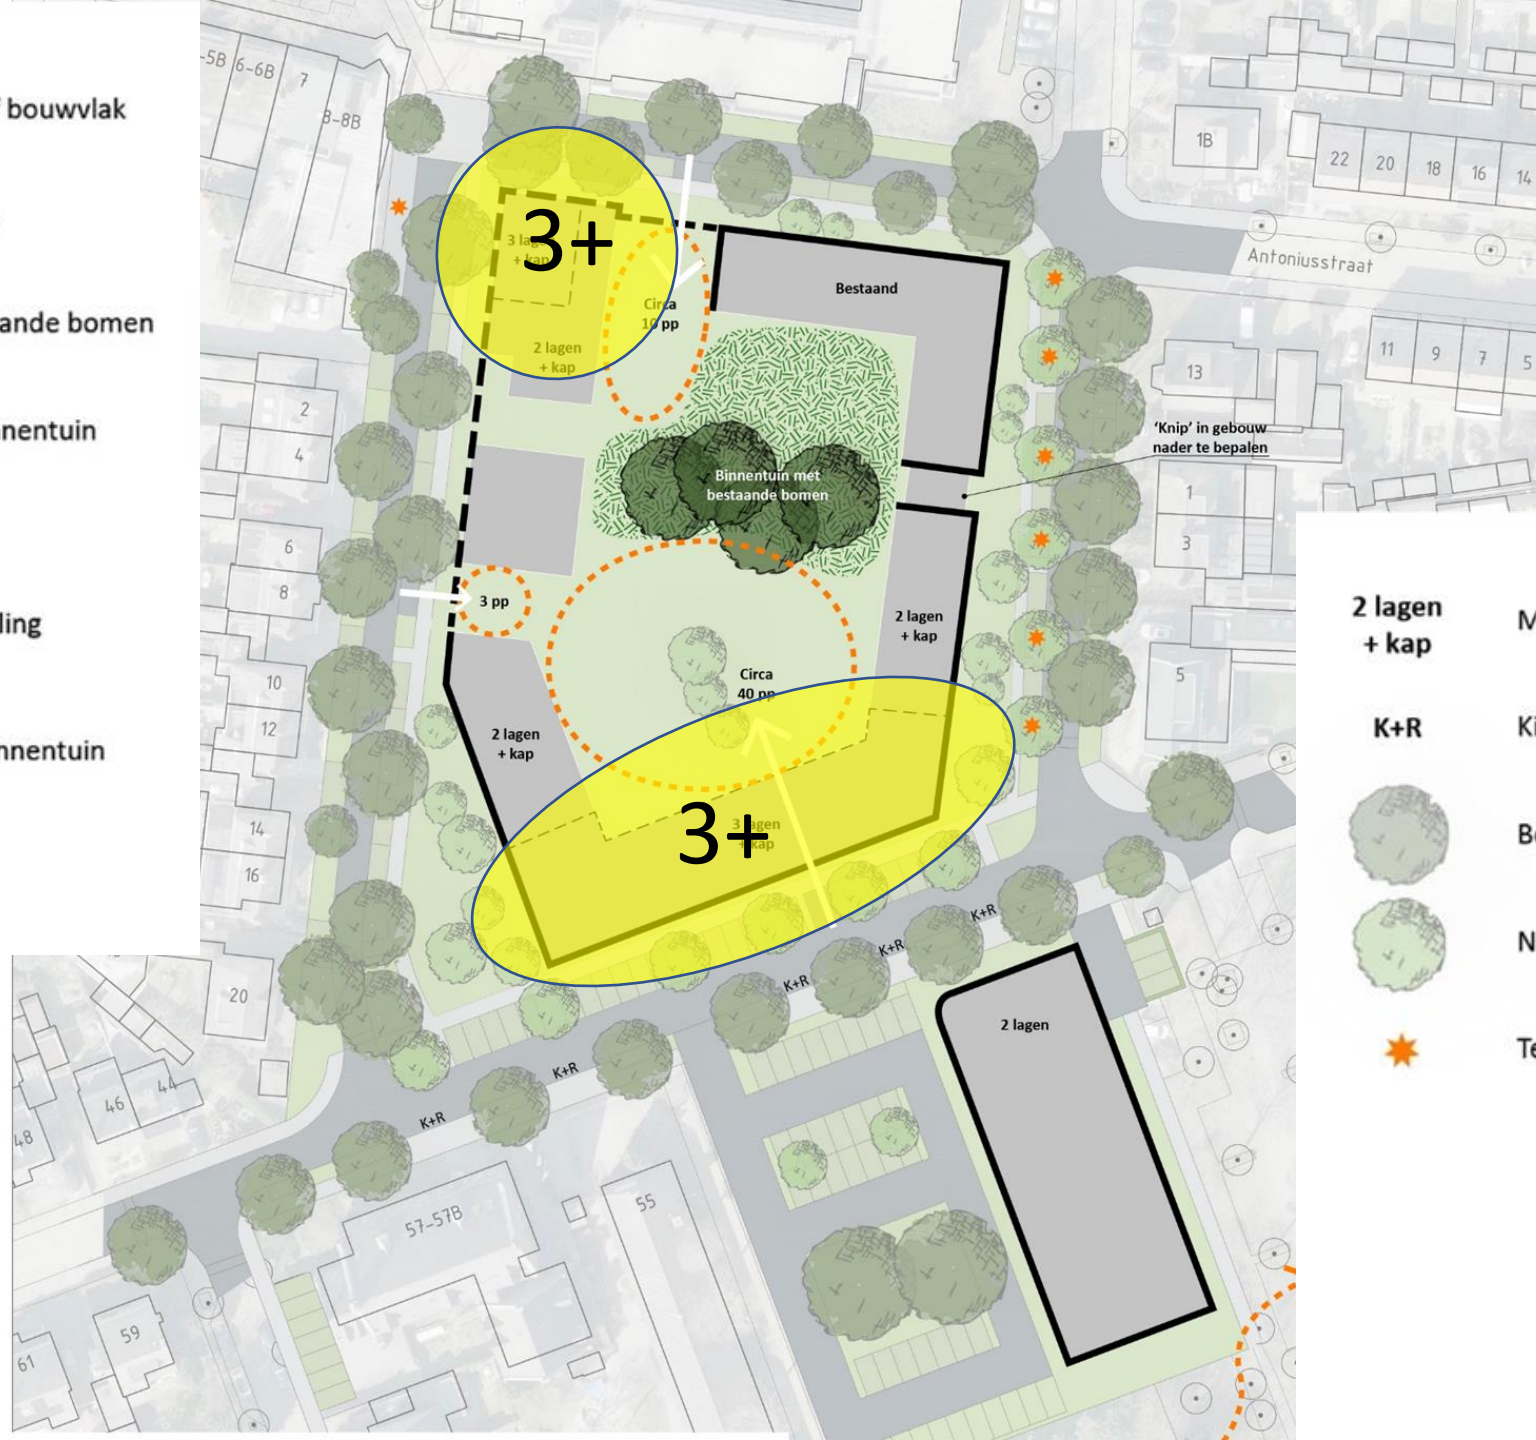 bouwvlak
ande bomen
nentuin
ling
nnentuin
-5B
6-6B
7
8-8B
1B
22
20
18
16
14
3+
3 lagen
+ kap
Circa
10 pp
2 lagen
+ kap
Bestaand
Antoniusstraat
11
9
7
5
13
2
4
'Knip' in gebouw
nader te bepalen
Binnentuin met
bestaande bomen
1
3
6
8
3 pp
2 lagen
+ kap
10
12
5
Circa
40 pp
2 lagen
+ kap
14
16
3+
3 lagen
+ kap
K+R
K+R
K+R
K+R
K+R
20
2 lagen
46
44
48
57-57B
55
59
61
2 lagen
+ kap
M
K+R
Ki
Be
N
Te